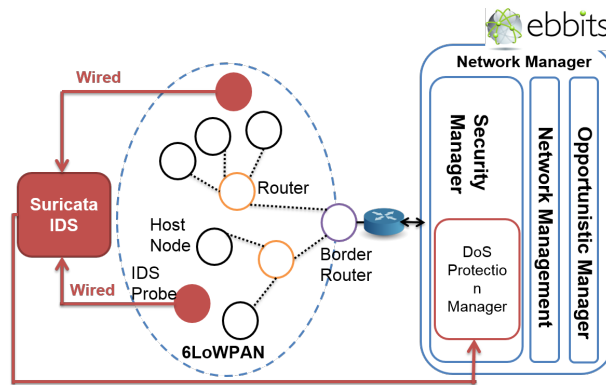 ebbits
Network Manager
Wired
Security
Manager
Network Management
Opportunistic Manager
Router
Suricata
IDS
Host
Node
DoS
Protectio
n
Manager
Border
Router
IDS
Probe
Wired
6LoWPAN